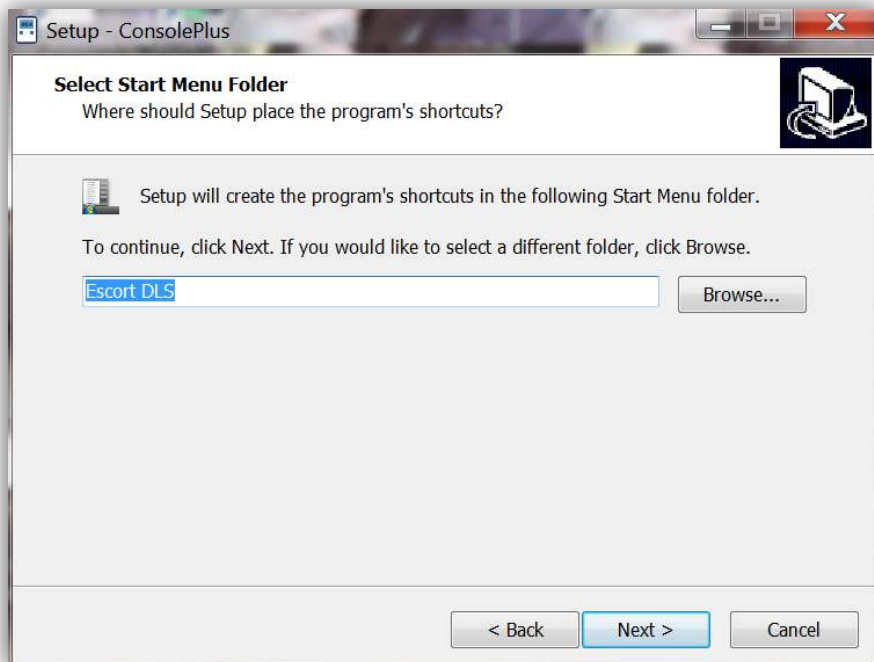 Setup - ConsolePlus
Select Start Menu Folder
Where should Setup place the program's shortcuts?
Setup will create the program's shortcuts in the following Start Menu folder.
To continue, click Next. If you would like to select a different folder, click Browse.
Escort DLS
Browse...
< Back
Next >
Cancel